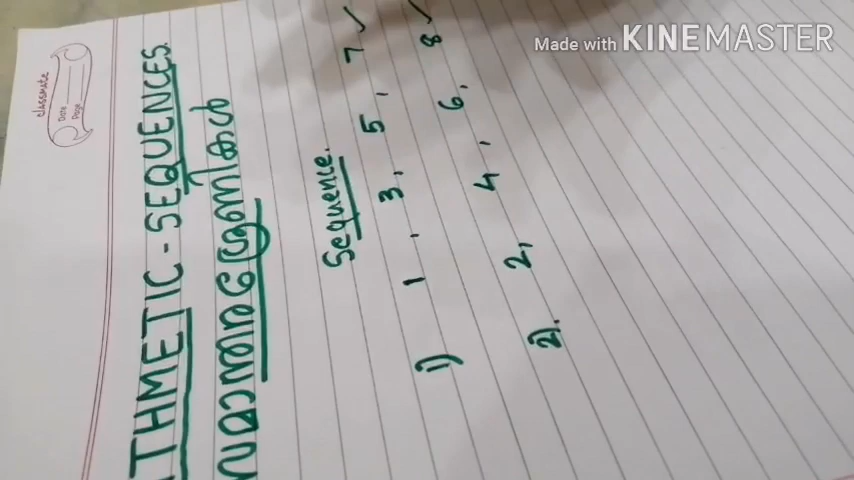 classmate
Date
Page
THMETIC - SEQUENCES.
സമാന്തരശ്രേണികൾ
Sequence.
1) 1, 3, 5, 7 ✓
2). 2, 4, 6, 8 ✓
Made with KINEMASTER